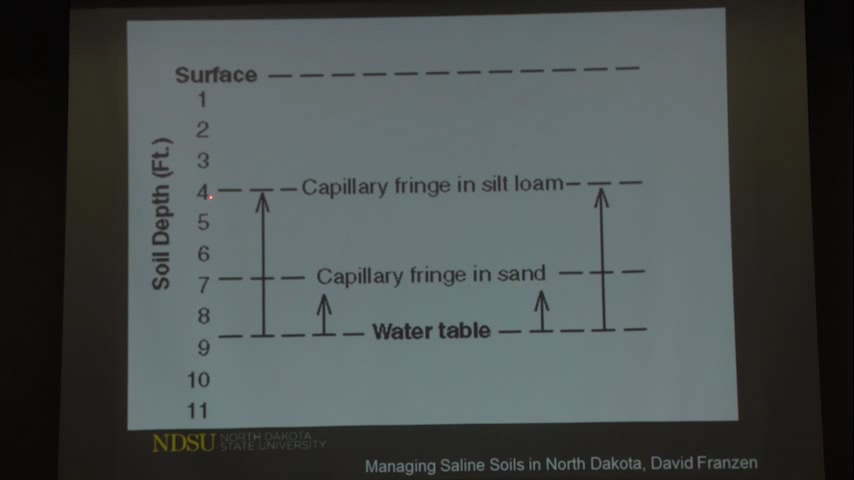 Surface
1
2
3
4
Capillary fringe in silt loam
5
6
7
Capillary fringe in sand
8
Water table
9
10
11
Soil Depth (Ft.)
NDSU NORTH DAKOTA
STATE UNIVERSITY
Managing Saline Soils in North Dakota, David Franzen